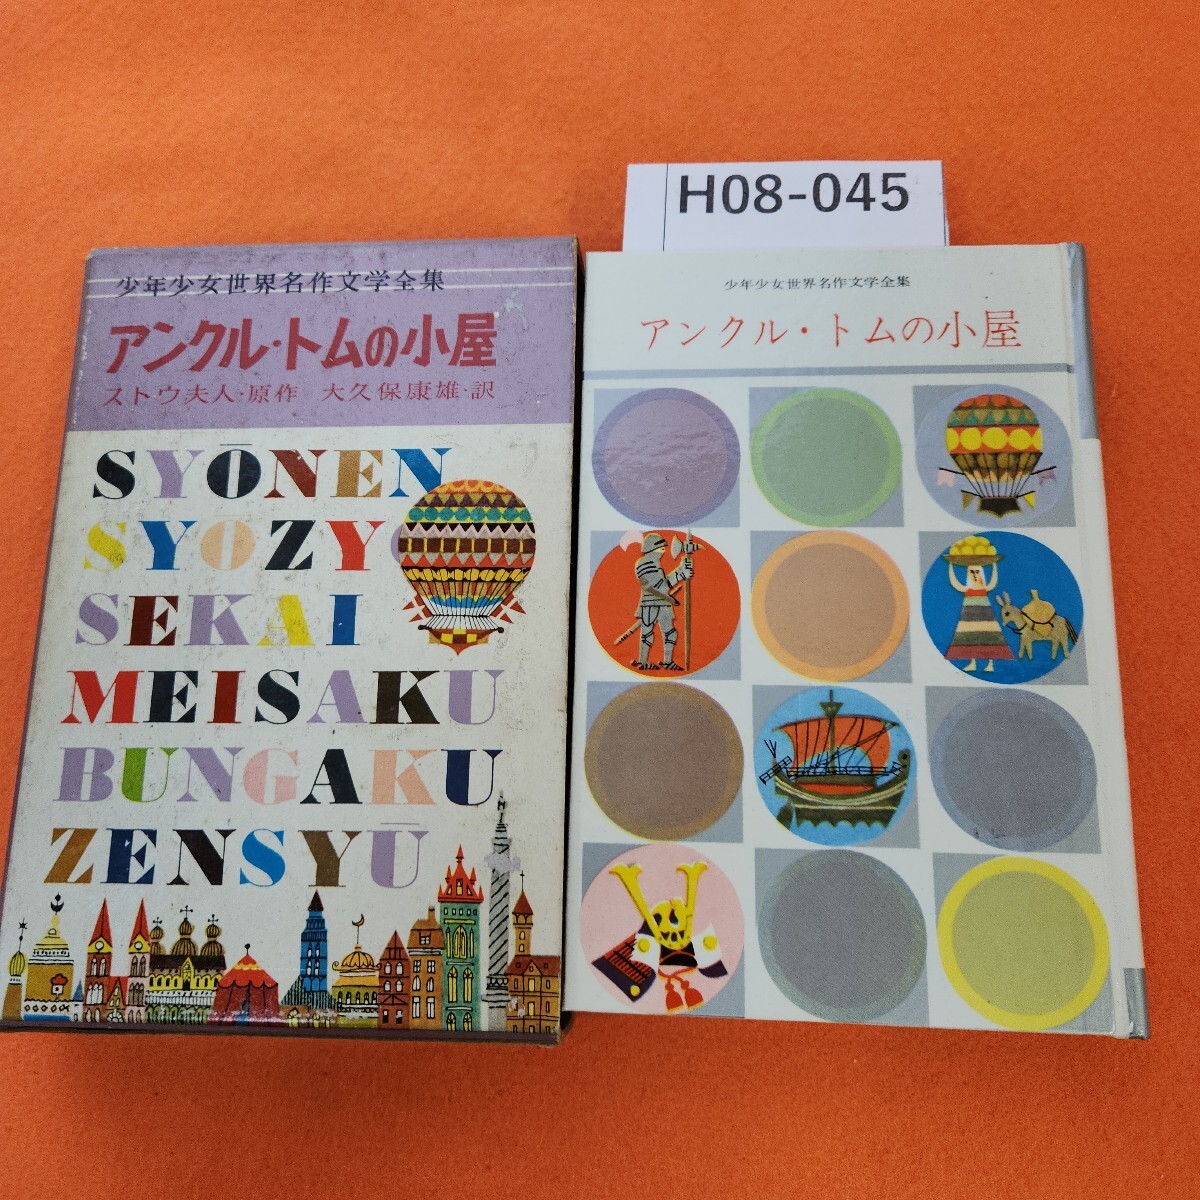 H08-045
少年少女世界名作文学全集
アンクル・トムの小屋
ストウ夫人・原作 大久保康雄・訳
SYŌNEN
SYŌZYO
SEKAI
MEISAKU
BUNGAKU
ZENSYŪ
少年少女世界名作文学全集
アンクル・トムの小屋